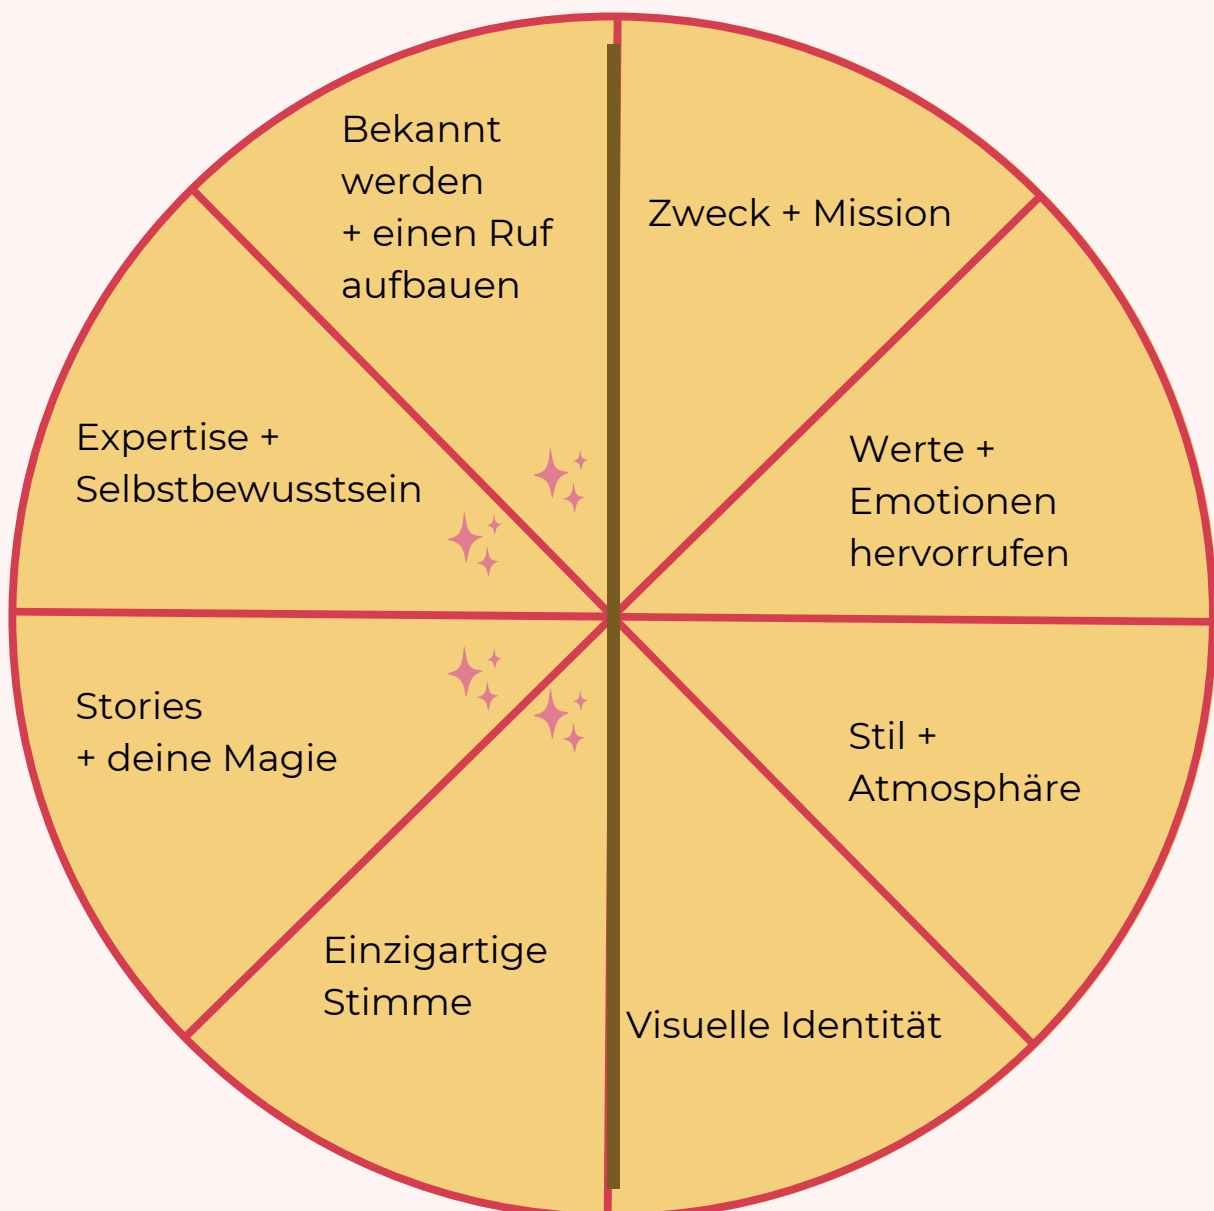 Bekannt
werden
+ einen Ruf
aufbauen
Zweck + Mission
Expertise +
Selbstbewusstsein
Werte +
Emotionen
hervorrufen
Stories
+ deine Magie
Stil +
Atmosphäre
Einzigartige
Stimme
Visuelle Identität